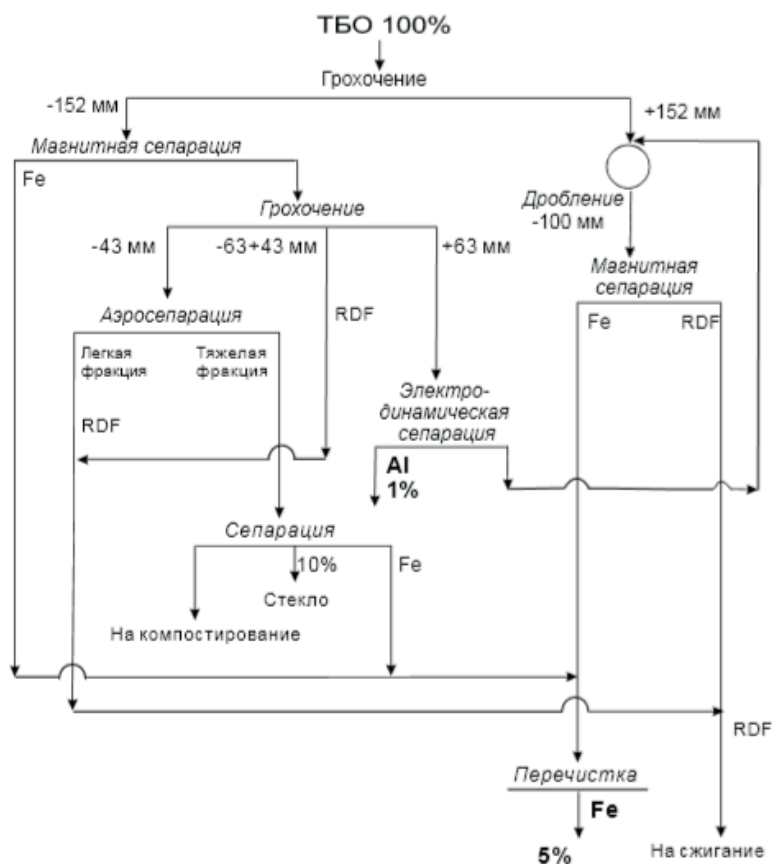 ТБО 100%
Грохочение
-152 мм
+152 мм
Магнитная сепарация
Fe
Дробление
-100 мм
Грохочение
-43 мм
-63+43 мм
+63 мм
Магнитная
сепарация
Аэросепарация
RDF
Fe
RDF
Легкая
фракция
Тяжелая
фракция
Электро-
динамическая
сепарация
RDF
Al
1%
Сепарация
10%
Fe
Стекло
На компостирование
RDF
Перечистка
Fe
5%
На сжигание